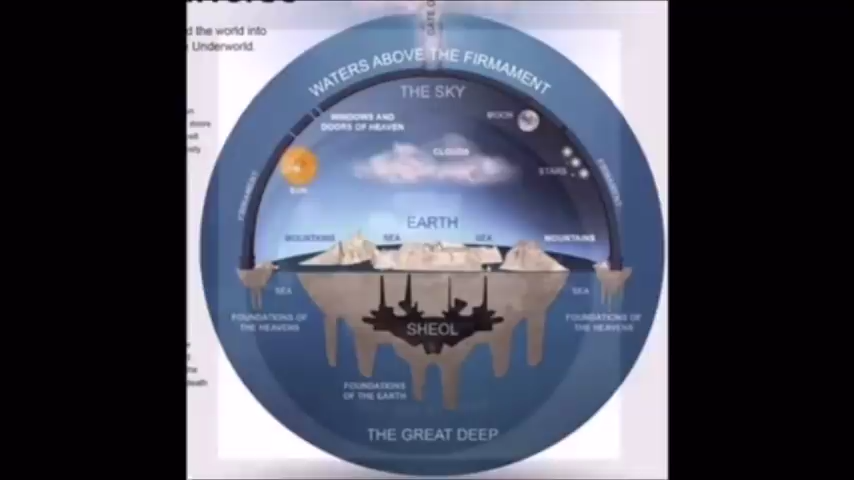 d the world into
Underworld.
GATE O
WATERS ABOVE THE FIRMAMENT
THE SKY
WINDOWS AND
DOORS OF HEAVEN
MOON
CLOUDS
STARS
SUN
FIRMAMENT
FIRMAMENT
EARTH
MOUNTAINS
SEA
SEA
MOUNTAINS
SEA
SEA
FOUNDATIONS OF
THE HEAVENS
FOUNDATIONS OF
THE HEAVENS
SHEOL
FOUNDATIONS
OF THE EARTH
THE GREAT DEEP